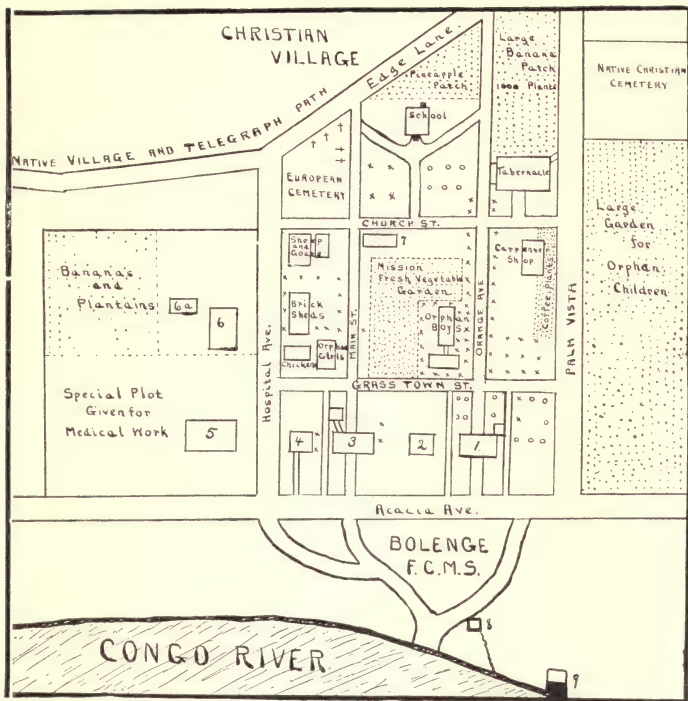 CHRISTIAN
VILLAGE
Edge Lane.
Pineapple
Patch
School
Large
Banana
Patch
1000 Plants
NATIVE CHRISTIAN
CEMETERY
NATIVE VILLAGE AND TELEGRAPH PATH
EUROPEAN
CEMETERY
Tabernacle
CHURCH ST.
Large
Garden
for
Orphan
Children
Sheep
and
Goats
7
Carpenter
Shop
Coffee plants
Banana's
and
Plantains
6a
6
Brick
Sheds
MAIN ST.
Mission
Fresh Vegetable
Garden
Orphan
Boys
ORANGE AVE
PALM VISTA
Chickens
Orphan
Girls
GRASS TOWN ST.
Hospital Ave.
Special Plot
Given for
Medical Work
5
4
3
2
1
Acacia Ave.
BOLENGE
F.C.M.S.
8
CONGO RIVER
9